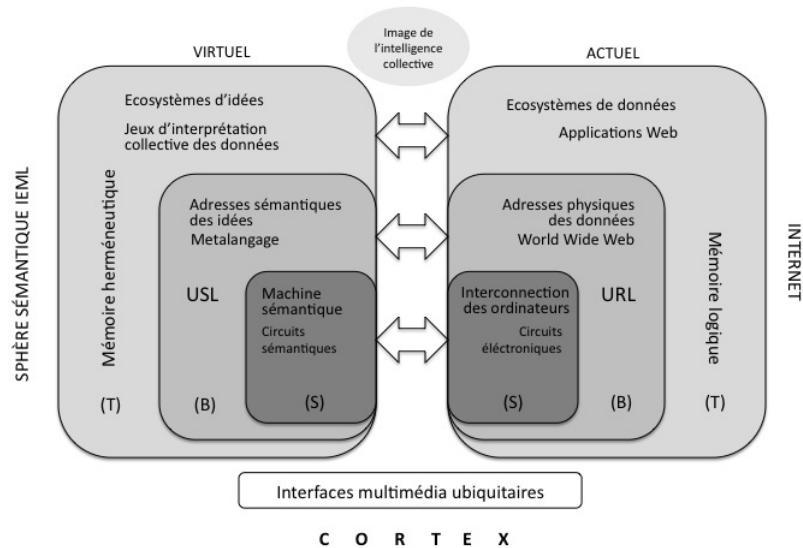 Image de
l'intelligence
collective
VIRTUEL
ACTUEL
SPHÈRE SÉMANTIQUE IEML
Ecosystèmes d'idées
Jeux d'interprétation
collective des données
Mémoire herméneutique
(T)
Adresses sémantiques
des idées
Metalangage
USL
(B)
Machine
sémantique
Circuits
sémantiques
(S)
Ecosystèmes de données
Applications Web
Adresses physiques
des données
World Wide Web
Interconnection
des ordinateurs
Circuits
éléctroniques
(S)
URL
(B)
Mémoire logique
(T)
INTERNET
Interfaces multimédia ubiquitaires
C O R T E X